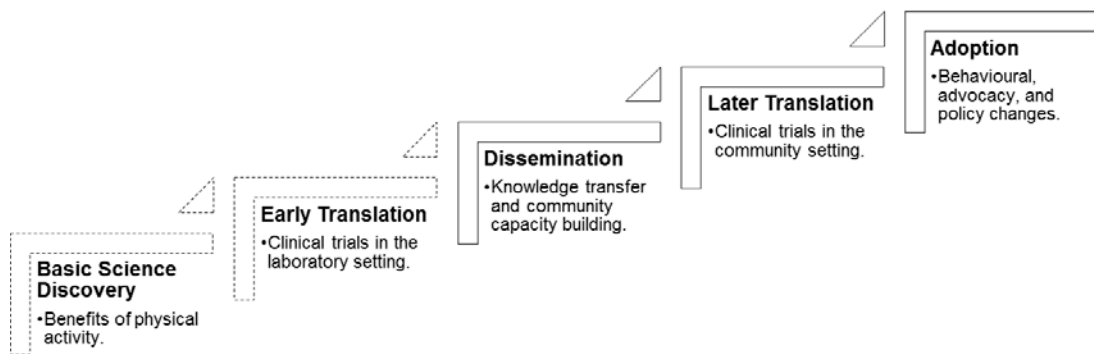 Basic Science
Discovery
•Benefits of physical
activity.
Early Translation
•Clinical trials in the
laboratory setting.
Dissemination
•Knowledge transfer
and community
capacity building.
Later Translation
•Clinical trials in the
community setting.
Adoption
•Behavioural,
advocacy, and
policy changes.